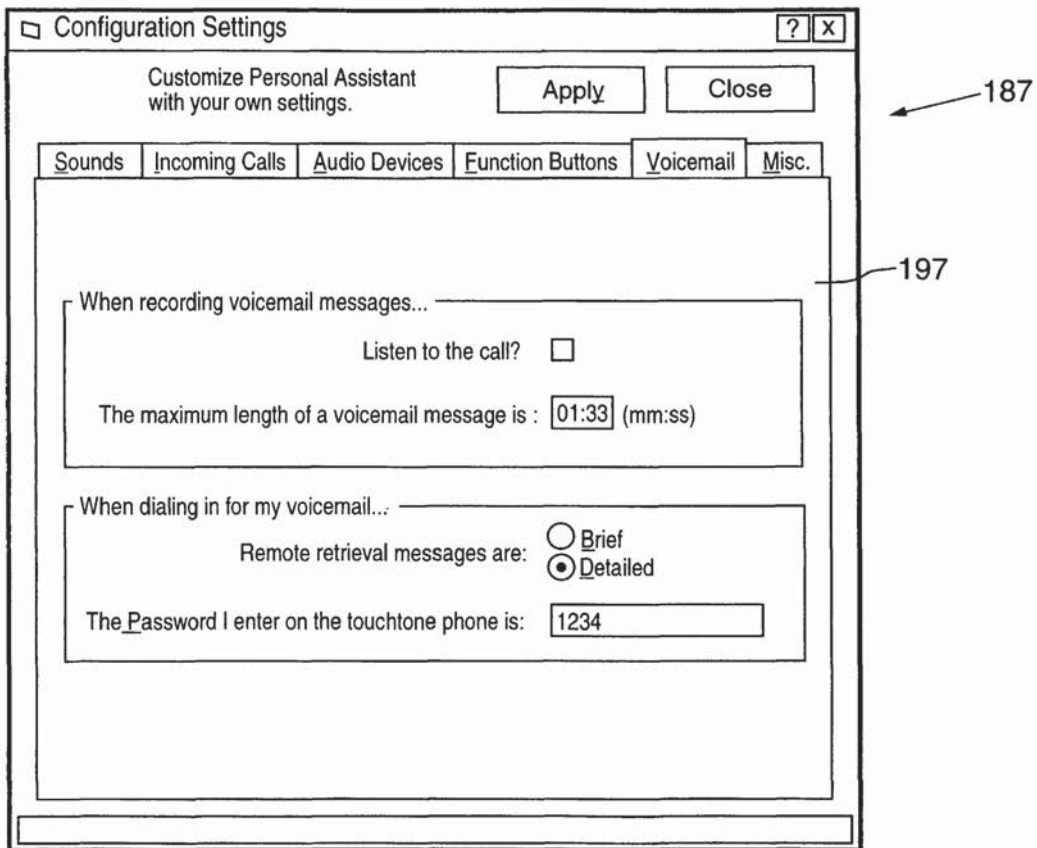 Configuration Settings
? X
Customize Personal Assistant
with your own settings.
Apply
Close
187
Sounds
Incoming Calls
Audio Devices
Function Buttons
Voicemail
Misc.
197
When recording voicemail messages...
Listen to the call?
The maximum length of a voicemail message is : 01:33 (mm:ss)
When dialing in for my voicemail...
Remote retrieval messages are:
Brief
Detailed
The Password I enter on the touchtone phone is: 1234